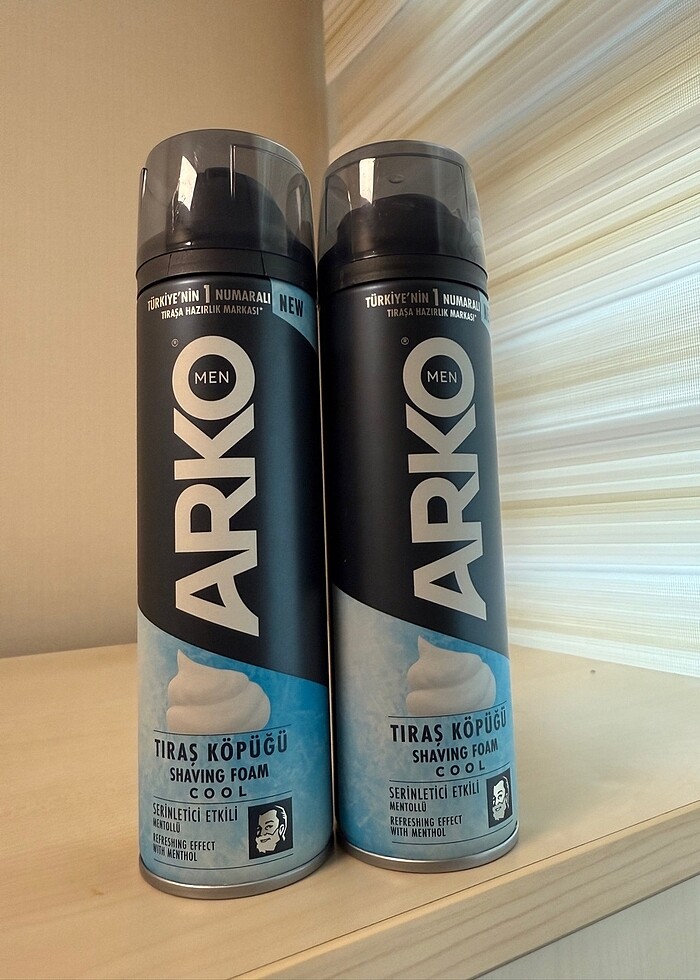 TÜRKİYE'NİN 1 NUMARALI
TIRAŞA HAZIRLIK MARKASI*
NEW
®
MEN
ARKO
TIRAŞ KÖPÜĞÜ
SHAVING FOAM
COOL
SERİNLETİCİ ETKİLİ
MENTOLLÜ
REFRESHING EFFECT
WITH MENTHOL
TÜRKİYE'NİN 1 NUMARALI
TIRAŞA HAZIRLIK MARKASI*
®
MEN
ARKO
TIRAŞ KÖPÜĞÜ
SHAVING FOAM
COOL
SERİNLETİCİ ETKİLİ
MENTOLLÜ
REFRESHING EFFECT
WITH MENTHOL